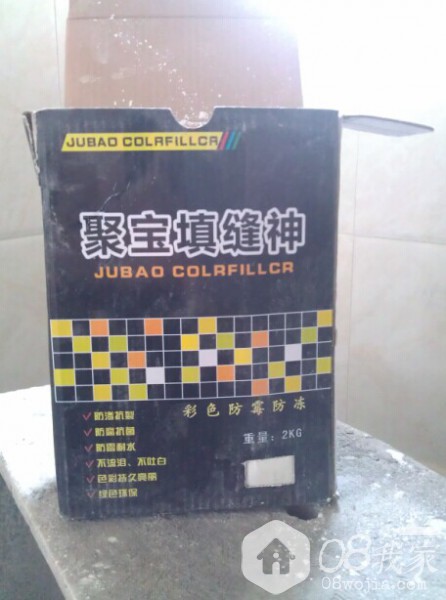 JUBAO COLRFILLCR
聚宝填缝神
JUBAO COLRFILLCR
彩色防霉防冻
重量：2KG
防渗抗裂
防霉抗菌
防潮耐水
不流泪、不吐白
色彩持久亮丽
绿色环保
08我家
08wojia.com